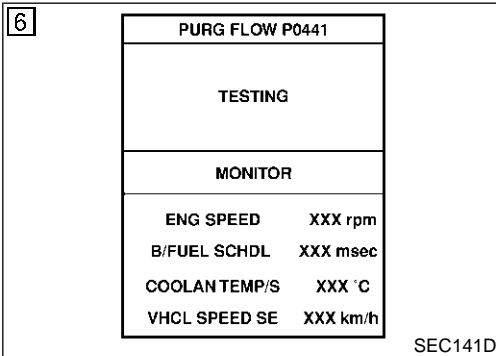 6
PURG FLOW P0441
TESTING
MONITOR
ENG SPEED XXX rpm
B/FUEL SCHDL XXX msec
COOLAN TEMP/S XXX °C
VHCL SPEED SE XXX km/h
SEC141D